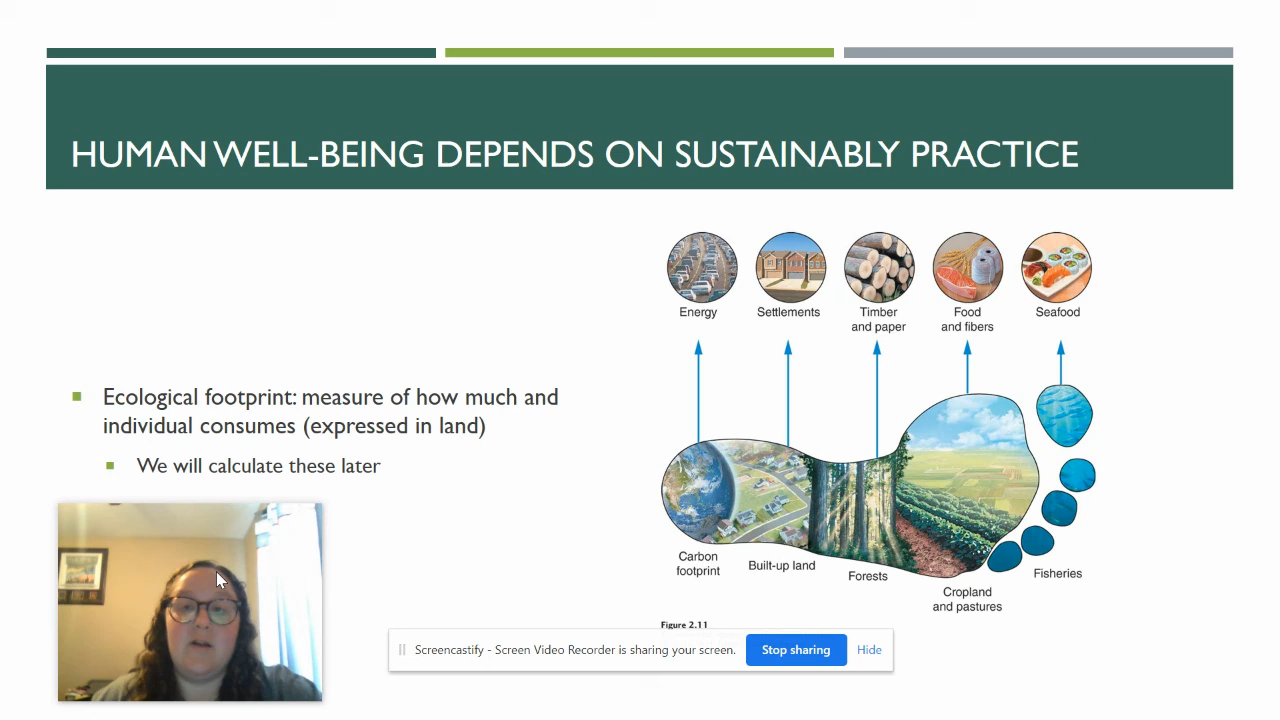 HUMAN WELL-BEING DEPENDS ON SUSTAINABLY PRACTICE
Ecological footprint: measure of how much and
individual consumes (expressed in land)
We will calculate these later
Energy
Settlements
Timber
and paper
Food
and fibers
Seafood
Carbon
footprint
Built-up land
Forests
Cropland
and pastures
Fisheries
Figure 2.11
Screencastify - Screen Video Recorder is sharing your screen.
Stop sharing
Hide